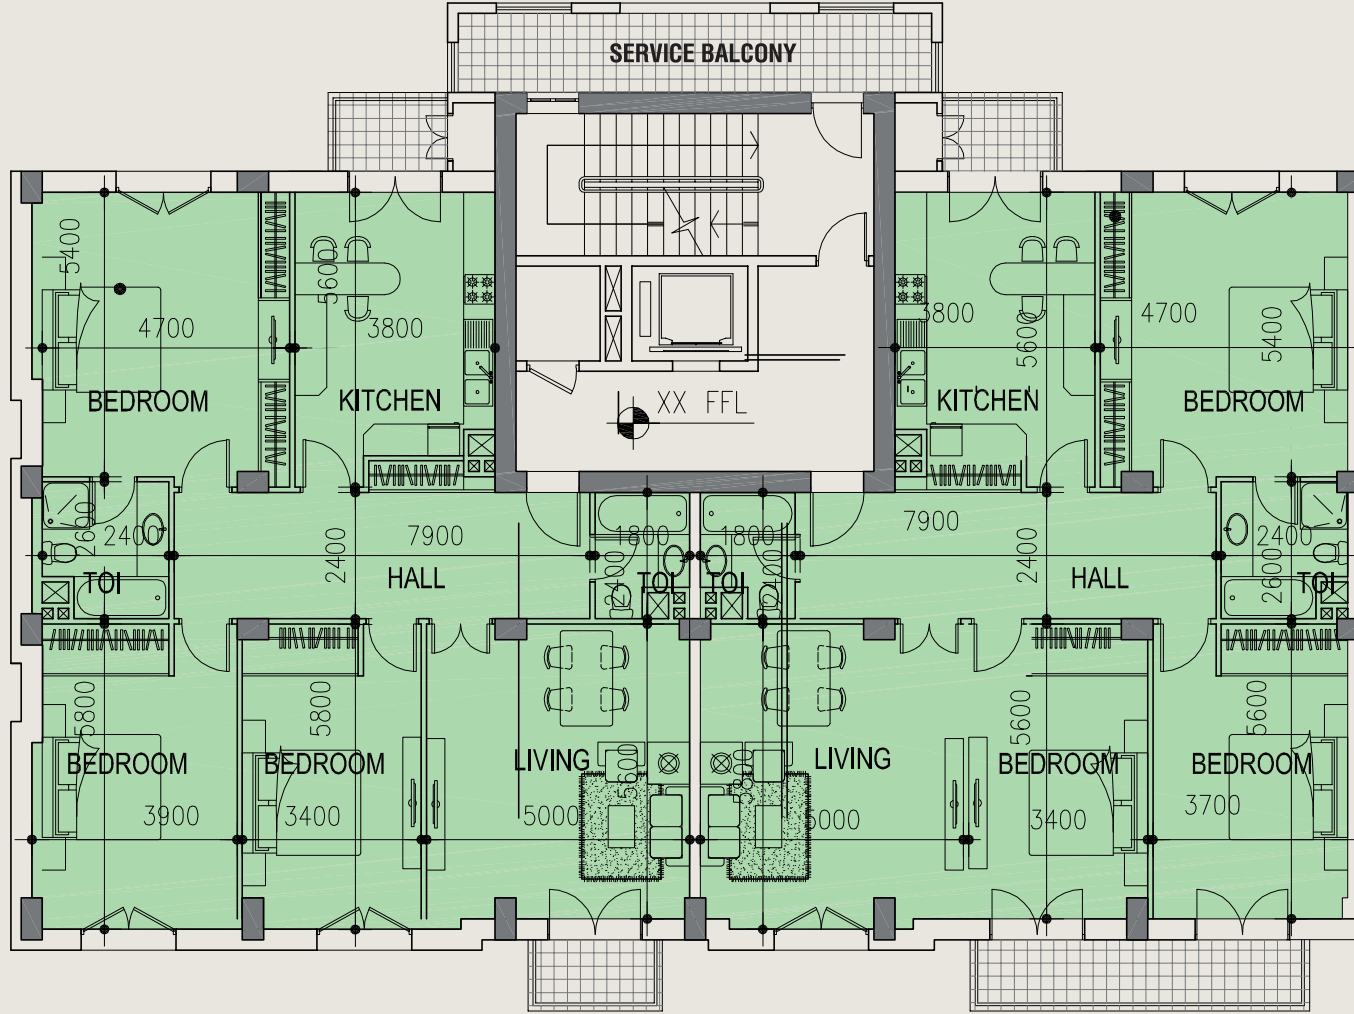 SERVICE BALCONY
5400
4700
BEDROOM
5600
3800
KITCHEN
XX FFL
3800
5600
KITCHEN
4700
5400
BEDROOM
2600
2400
TOI
2400
7900
HALL
1800
2400
TOI
1800
2400
TOI
7900
2400
HALL
2400
2600
TOI
5800
BEDROOM
3900
5800
BEDROOM
3400
LIVING
5600
5000
LIVING
5800
5000
5600
BEDROOM
3400
5600
BEDROOM
3700